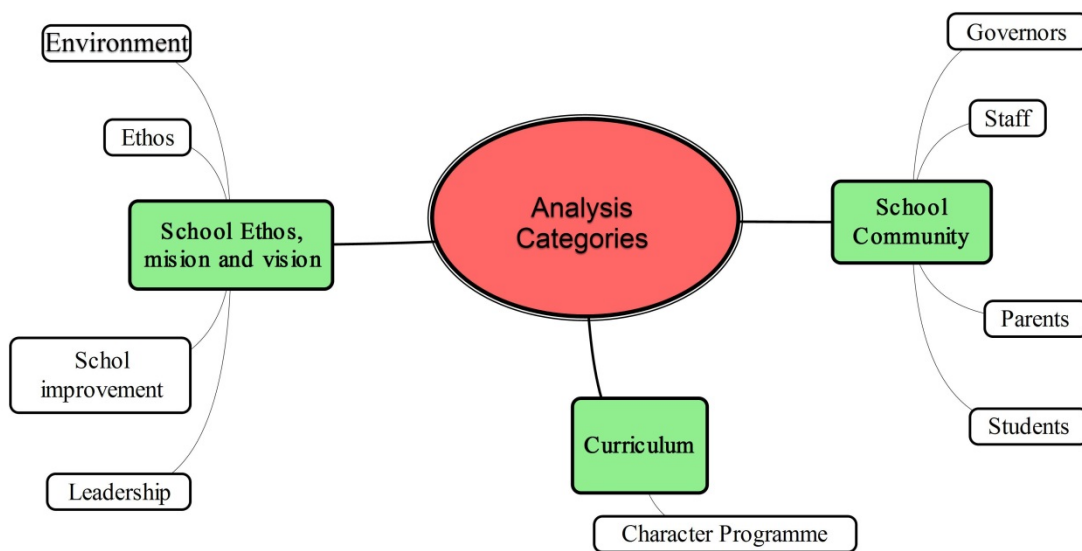 Environment
Ethos
School Ethos,
mision and vision
Schol
improvement
Leadership
Analysis
Categories
Curriculum
Character Programme
Governors
Staff
School
Community
Parents
Students